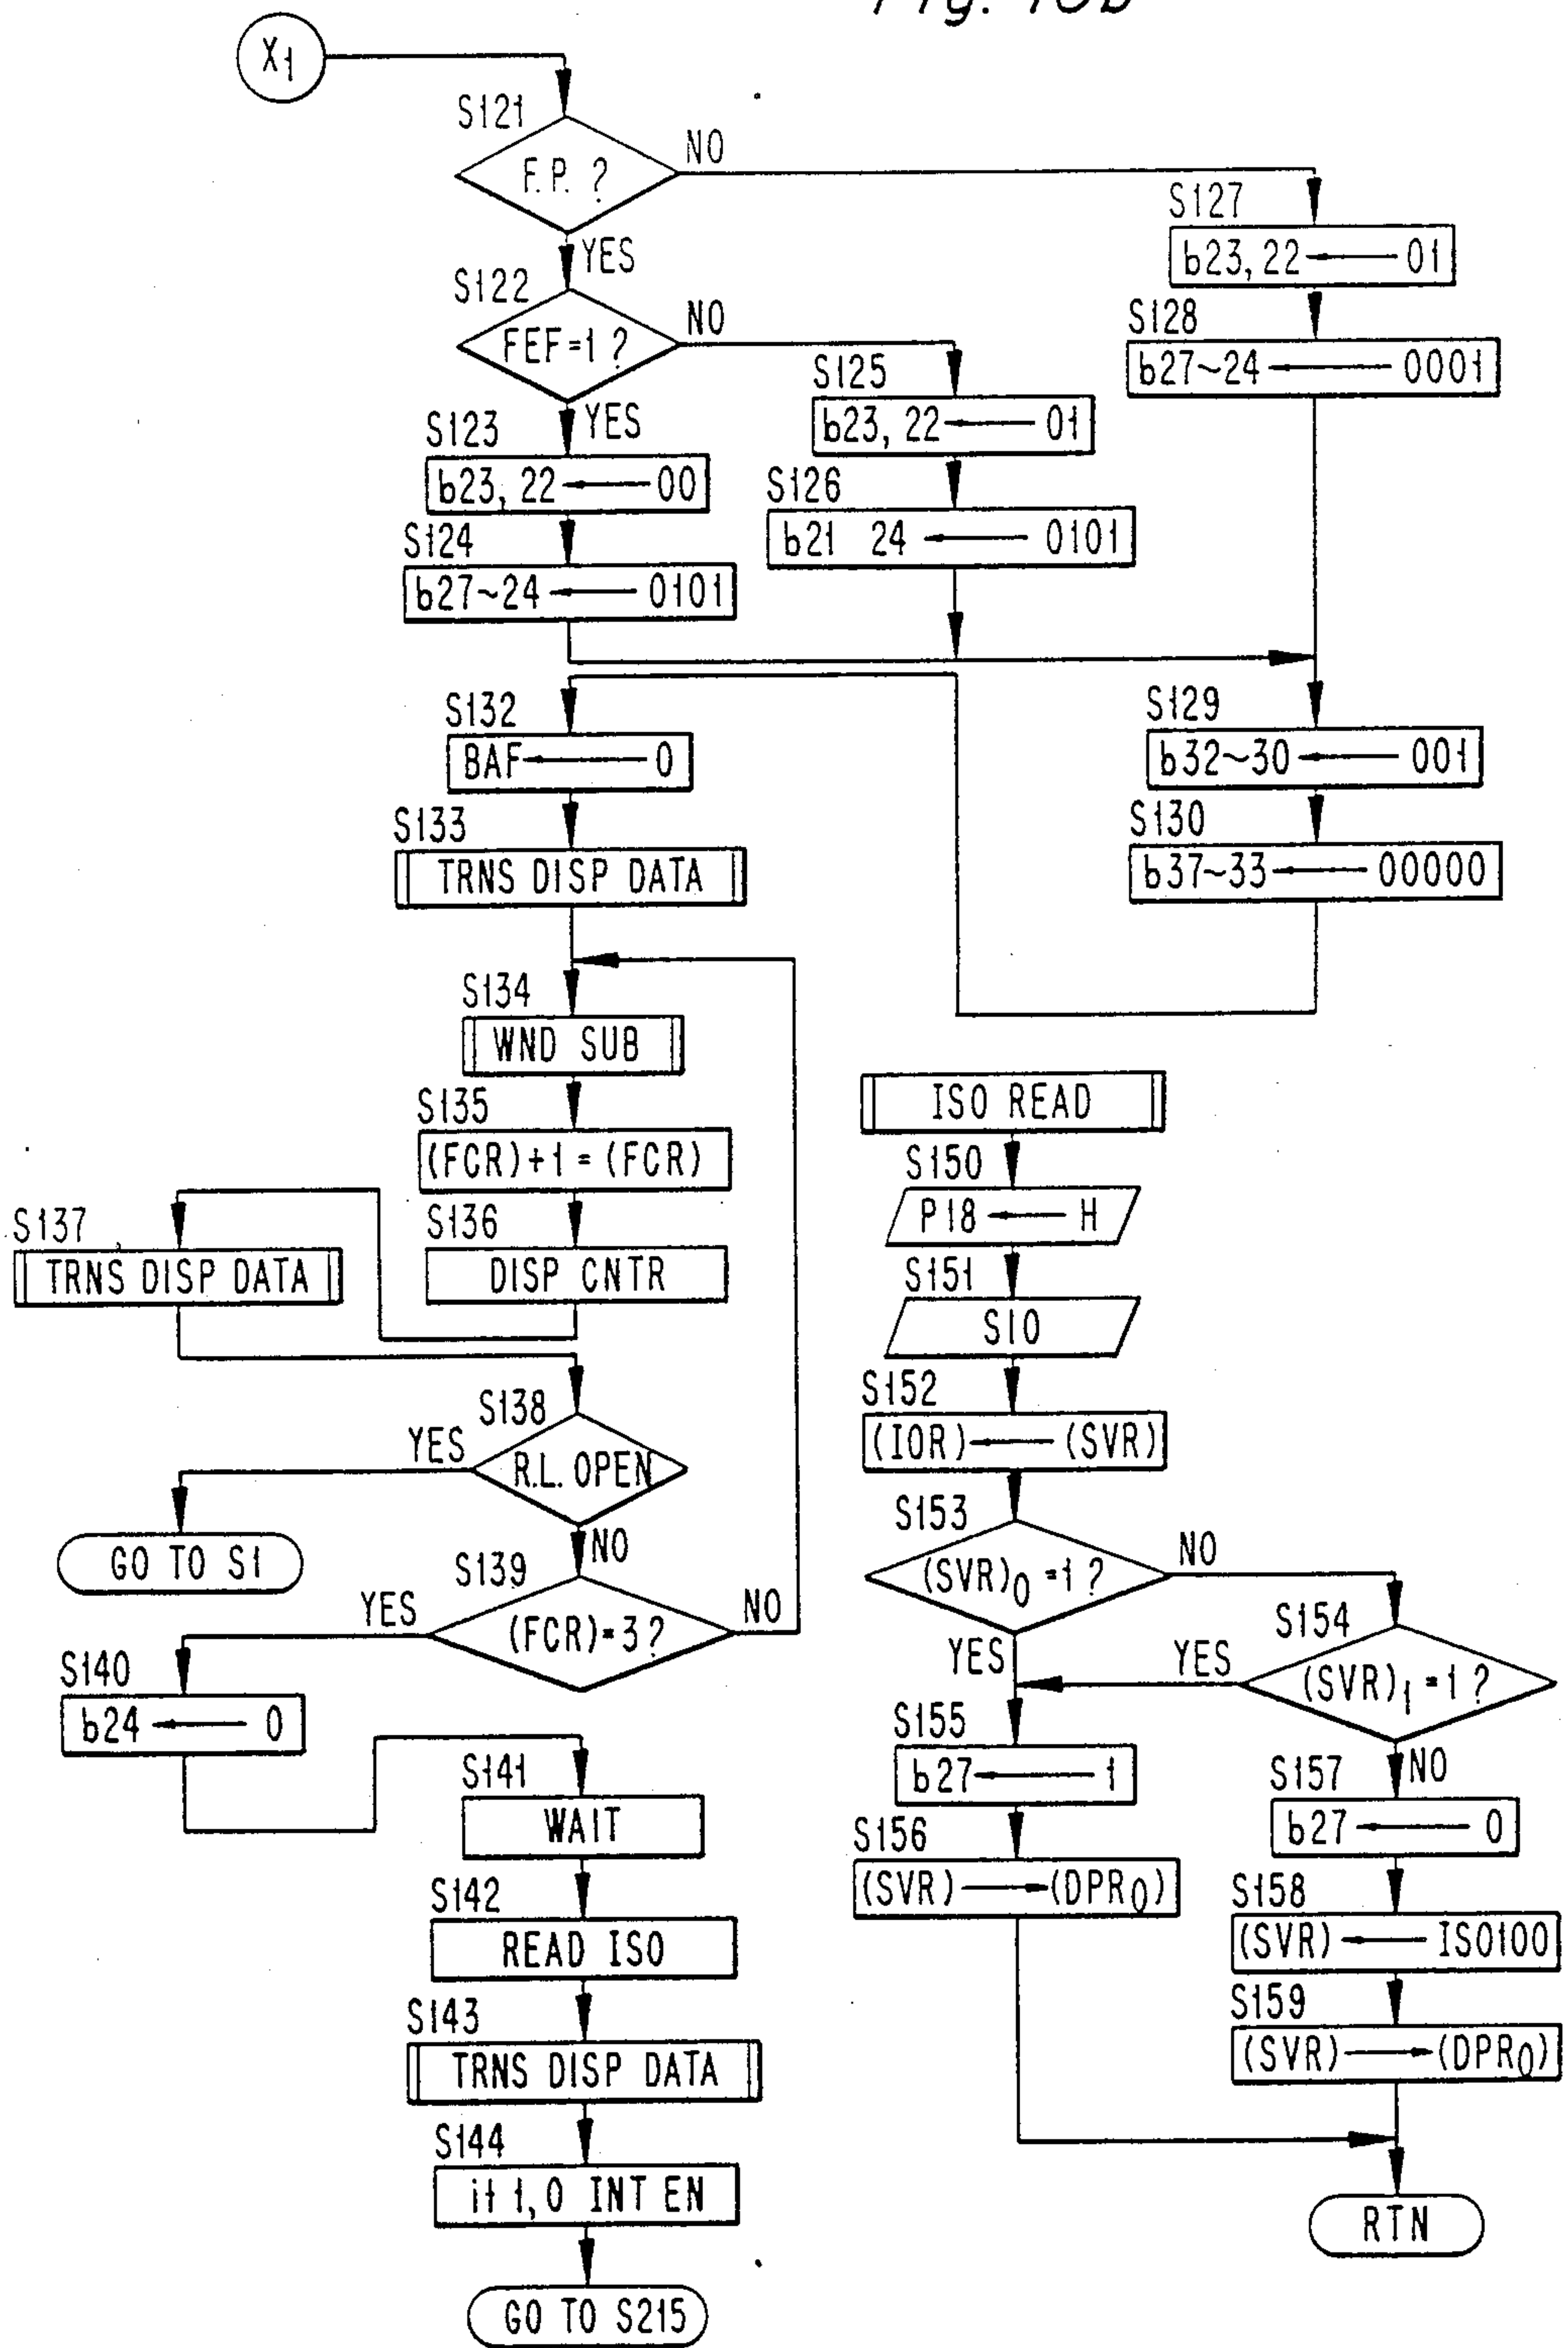 Fig. 10b
X1
S121
F.P. ?
NO
YES
S127
b23, 22 ← 01
S122
FEF=1 ?
NO
YES
S128
b27~24 ← 0001
S125
b23, 22 ← 01
S123
b23, 22 ← 00
S126
b21 24 ← 0101
S124
b27~24 ← 0101
S132
BAF ← 0
S129
b32~30 ← 001
S133
TRNS DISP DATA
S130
b37~33 ← 00000
S134
WND SUB
S135
(FCR)+1 = (FCR)
S136
DISP CNTR
S137
TRNS DISP DATA
S138
R.L. OPEN
YES
NO
GO TO S1
S139
(FCR)=3 ?
YES
NO
S140
b24 ← 0
S141
WAIT
S142
READ ISO
S143
TRNS DISP DATA
S144
it 1, 0 INT EN
GO TO S215
ISO READ
S150
P18 ← H
S151
SIO
S152
(IOR) ← (SVR)
S153
(SVR)0 =1 ?
NO
YES
S154
(SVR)1 =1 ?
YES
NO
S155
b27 ← 1
S156
(SVR) → (DPR0)
S157
b27 ← 0
S158
(SVR) ← ISO100
S159
(SVR) → (DPR0)
RTN